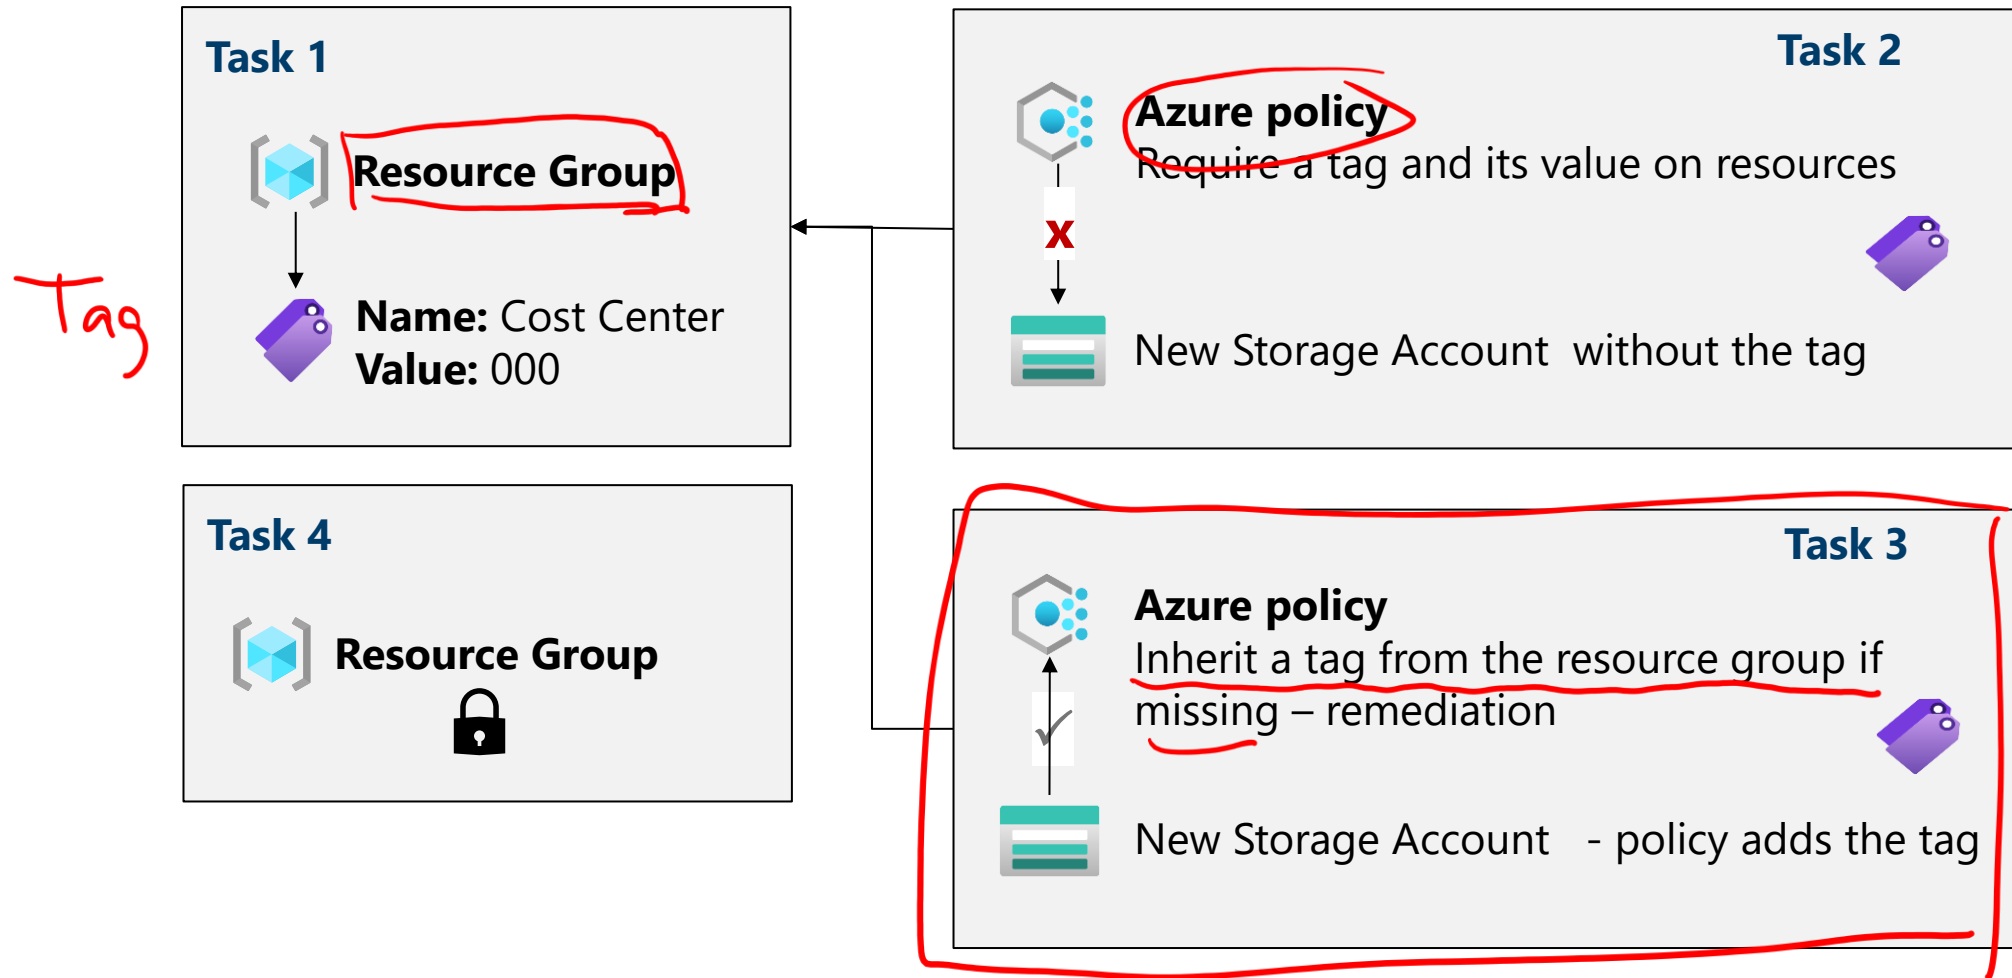 Task 1
Resource Group
Tag
Name: Cost Center
Value: 000
Task 2
Azure policy
Require a tag and its value on resources
x
New Storage Account without the tag
Task 4
Resource Group
Task 3
Azure policy
Inherit a tag from the resource group if
missing – remediation
New Storage Account - policy adds the tag